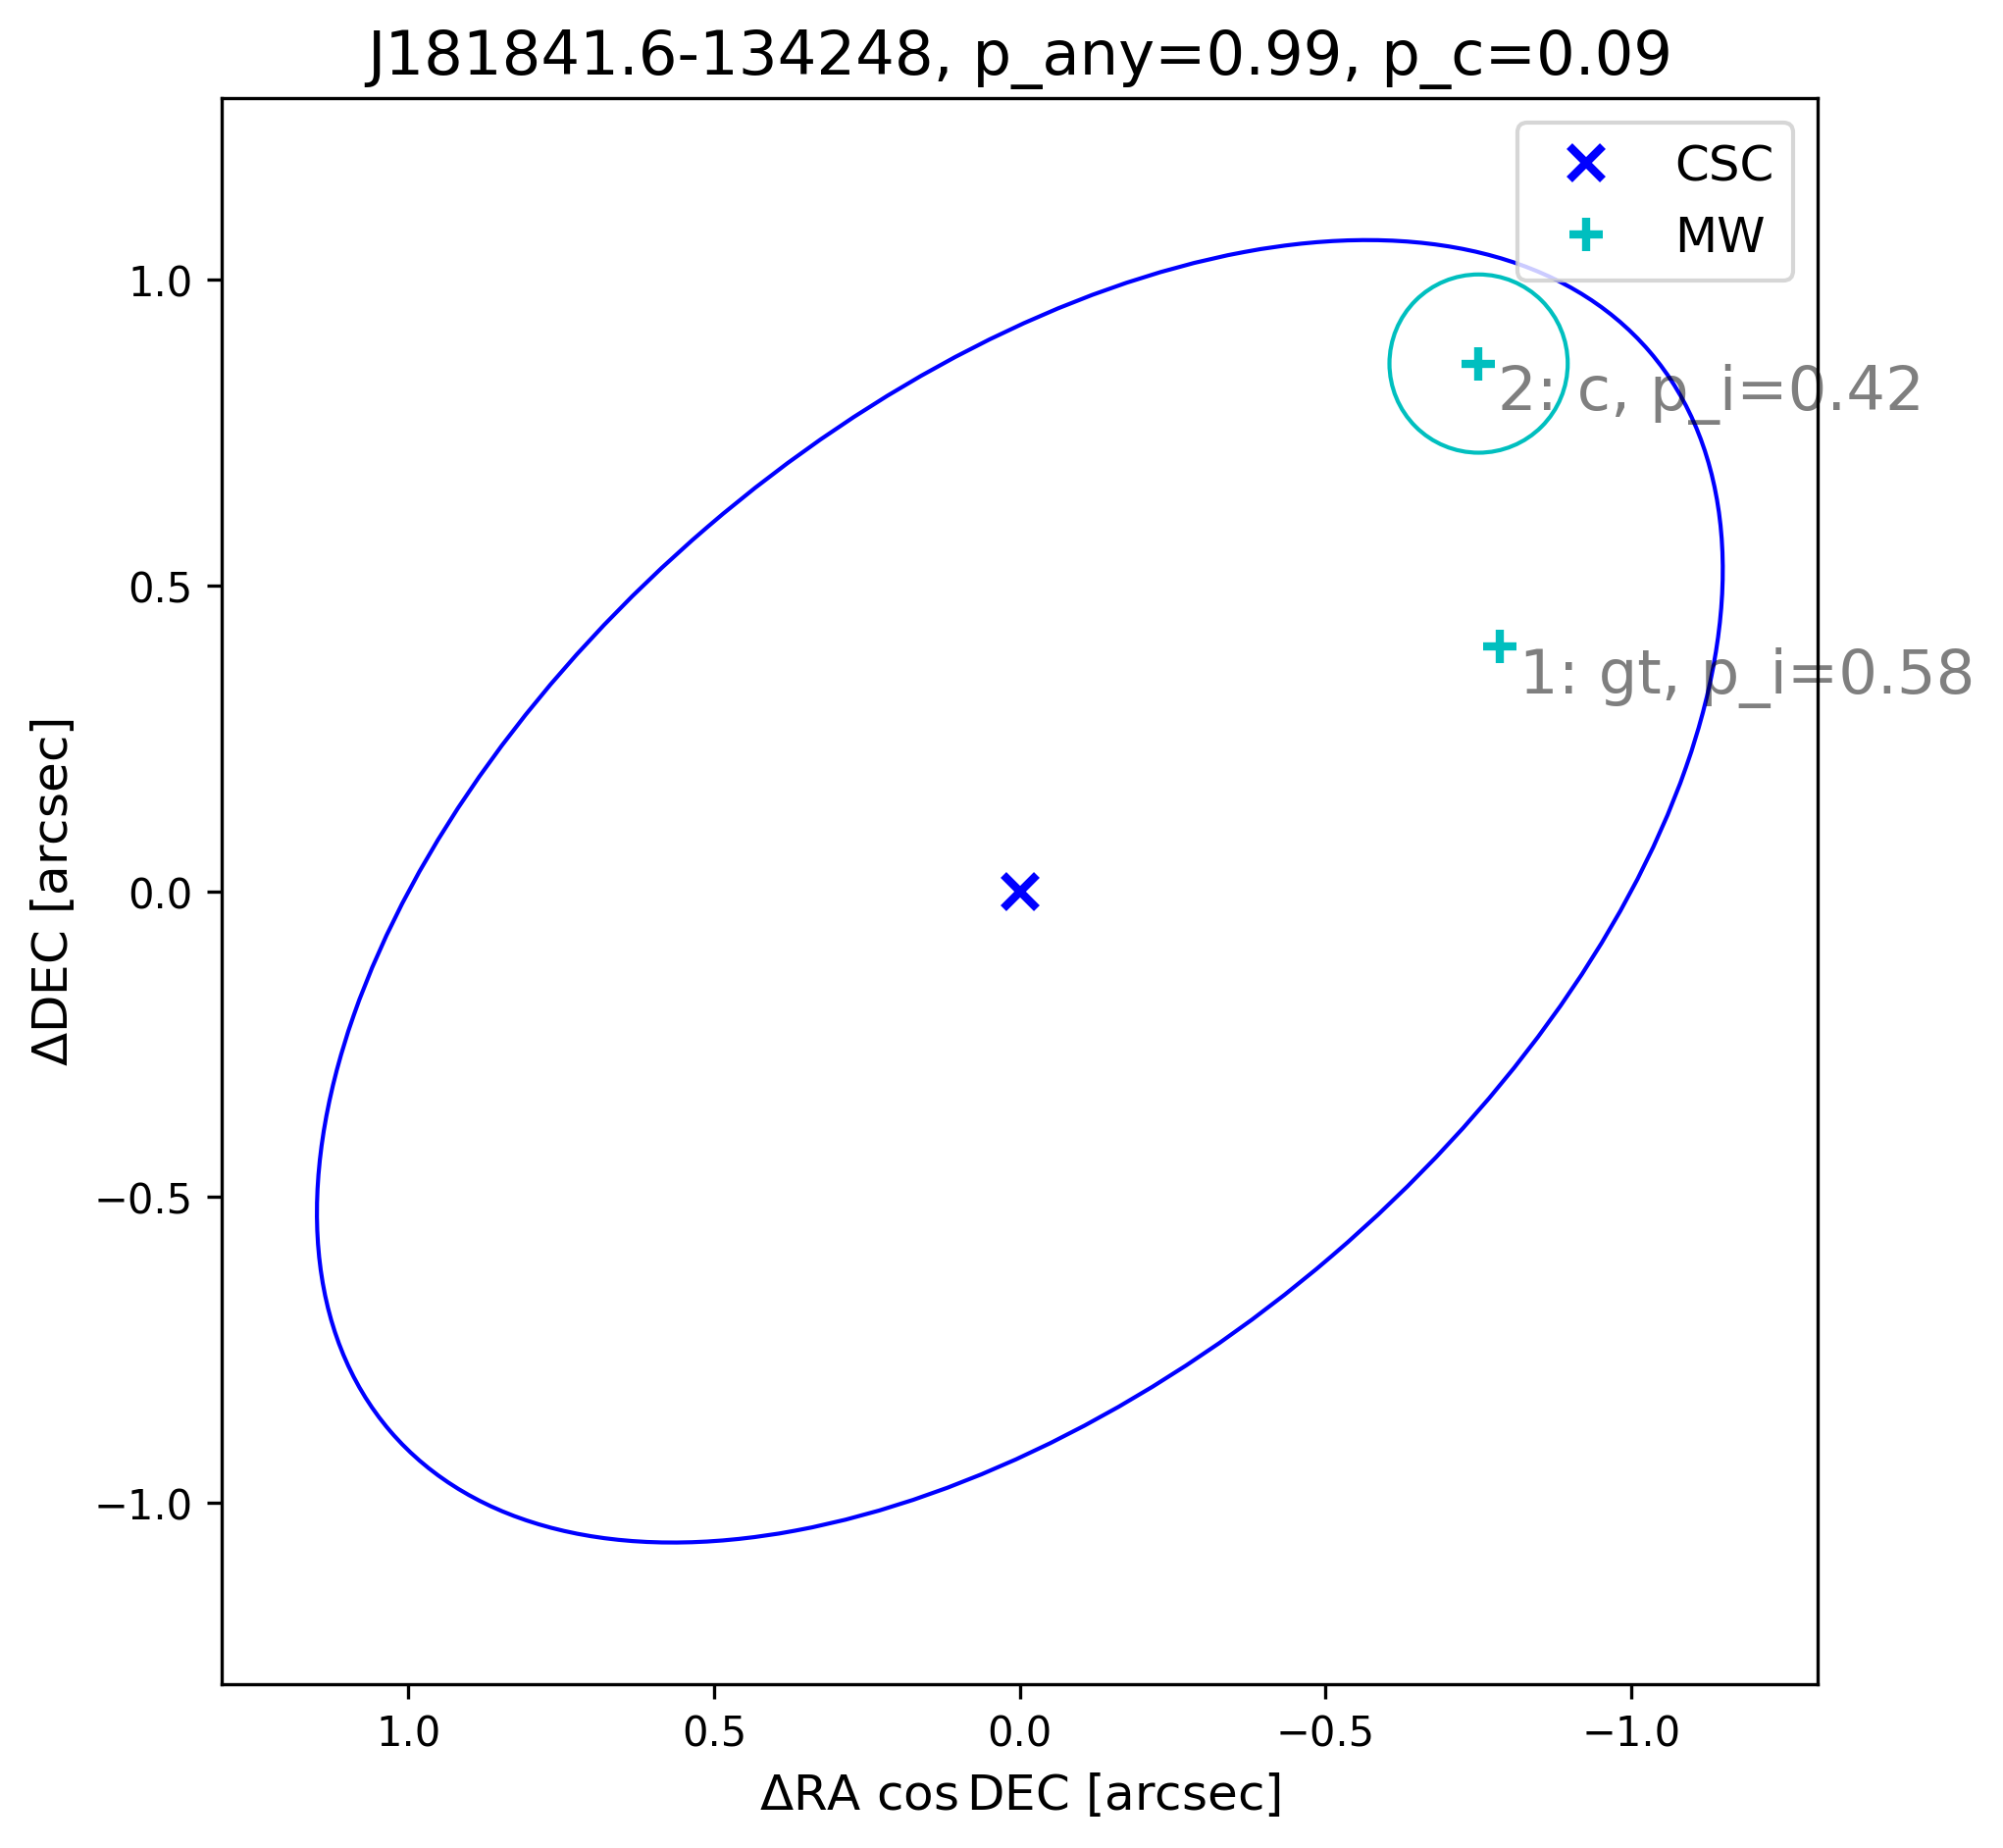 J181841.6-134248, p_any=0.99, p_c=0.09
CSC
MW
2: c, p_i=0.42
1: gt, p_i=0.58
1.0
0.5
0.0
−0.5
−1.0
ΔDEC [arcsec]
1.0
0.5
0.0
−0.5
−1.0
ΔRA cos DEC [arcsec]